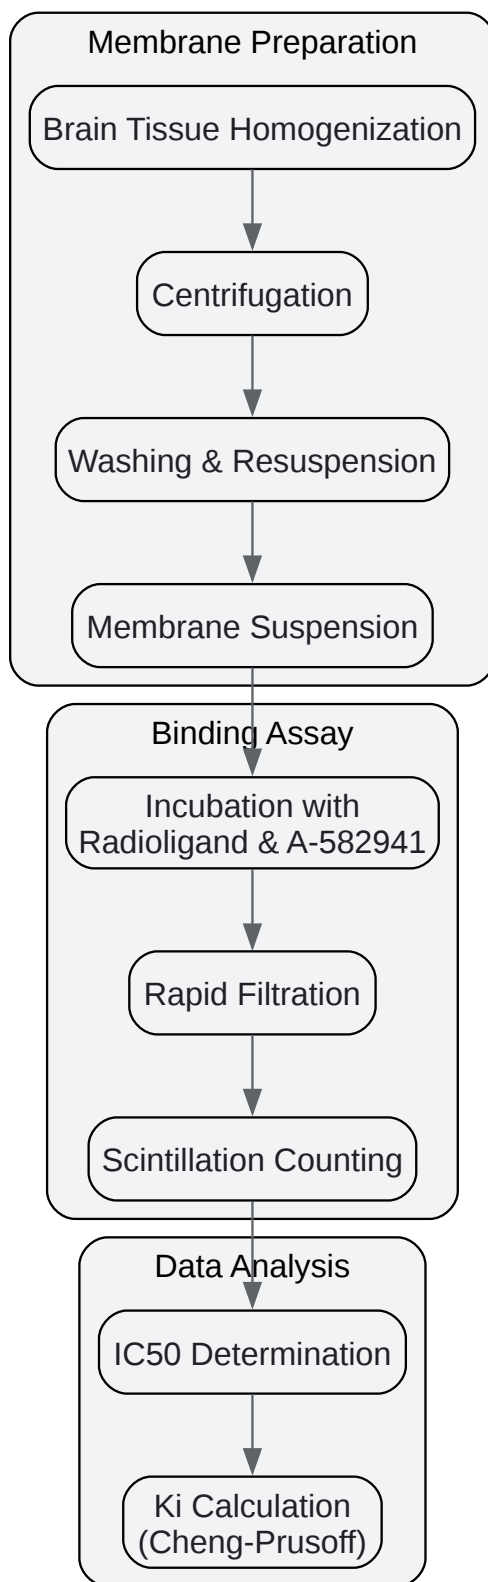 Membrane Preparation
Brain Tissue Homogenization
Centrifugation
Washing & Resuspension
Membrane Suspension
Binding Assay
Incubation with
Radioligand & A-582941
Rapid Filtration
Scintillation Counting
Data Analysis
IC50 Determination
Ki Calculation
(Cheng-Prusoff)